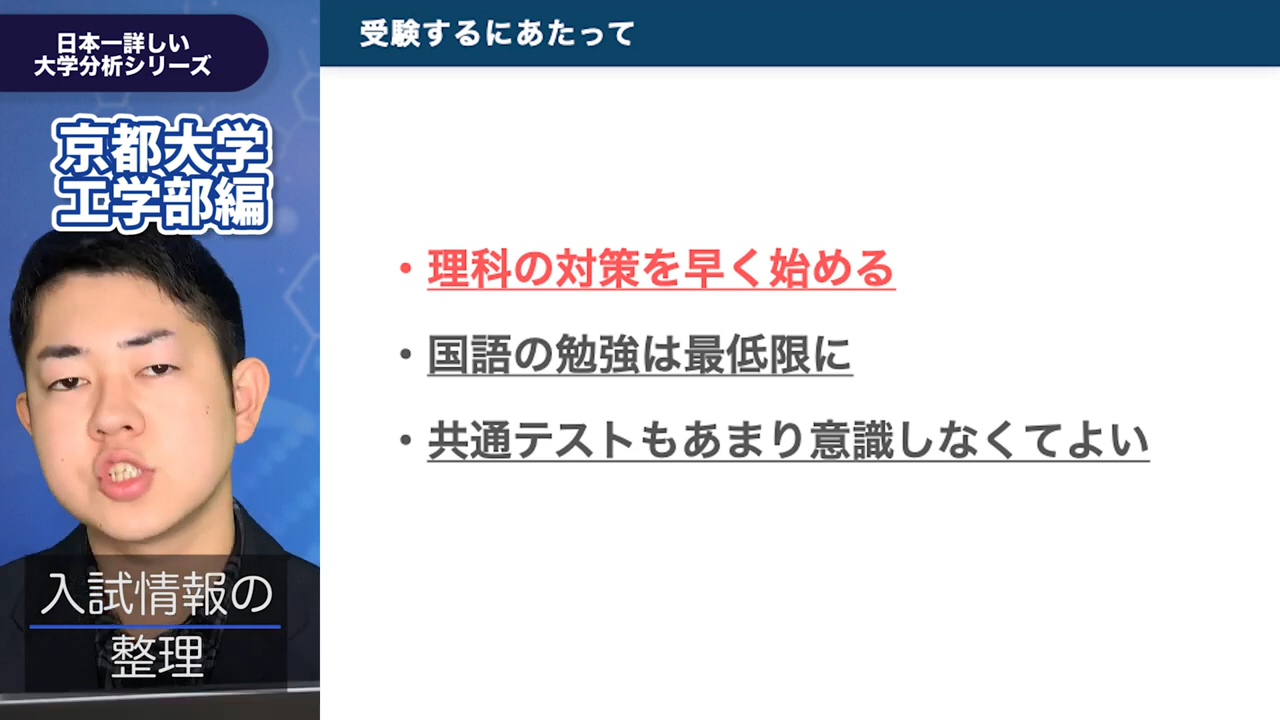 日本一詳しい
大学分析シリーズ
京都大学
工学部編
入試情報の
整理
受験するにあたって
・理科の対策を早く始める
・国語の勉強は最低限に
・共通テストもあまり意識しなくてよい